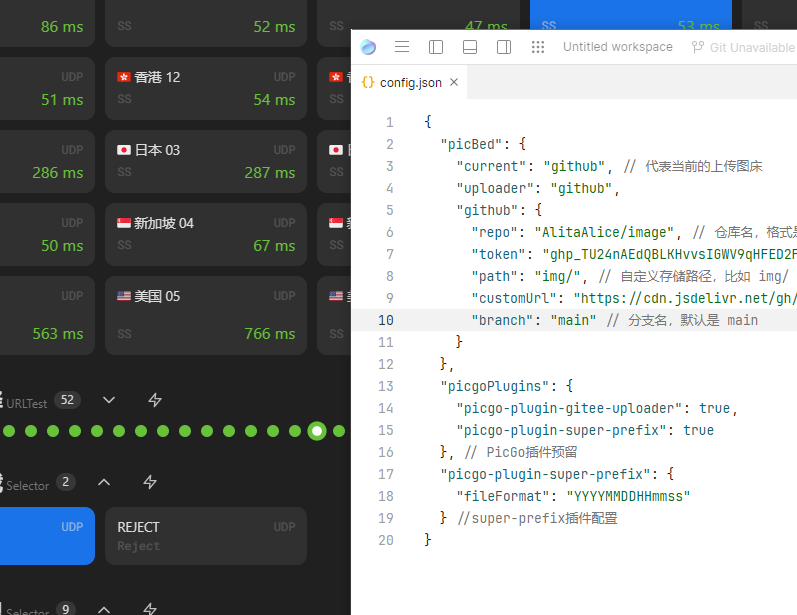 86 ms
SS 52 ms
SS 47 ms
SS 53 ms
SS
UDP
51 ms
香港 12 UDP
SS 54 ms
SS
UDP
286 ms
日本 03 UDP
SS 287 ms
SS
UDP
50 ms
新加坡 04 UDP
SS 67 ms
SS
UDP
563 ms
美国 05 UDP
SS 766 ms
SS
URLTest 52
Selector 2
UDP
REJECT UDP
Reject
Selector 9
Untitled workspace Git Unavailable
{} config.json ×
1 {
2 "picBed": {
3 "current": "github", // 代表当前的上传图床
4 "uploader": "github",
5 "github": {
6 "repo": "AlitaAlice/image", // 仓库名，格式是
7 "token": "ghp_TU24nAEdQBLKHvvsIGWV9qHFED2F
8 "path": "img/", // 自定义存储路径，比如 img/
9 "customUrl": "https://cdn.jsdelivr.net/gh/
10 "branch": "main" // 分支名，默认是 main
11 }
12 },
13 "picgoPlugins": {
14 "picgo-plugin-gitee-uploader": true,
15 "picgo-plugin-super-prefix": true
16 }, // PicGo插件预留
17 "picgo-plugin-super-prefix": {
18 "fileFormat": "YYYYMMDDHHmmss"
19 } //super-prefix插件配置
20 }